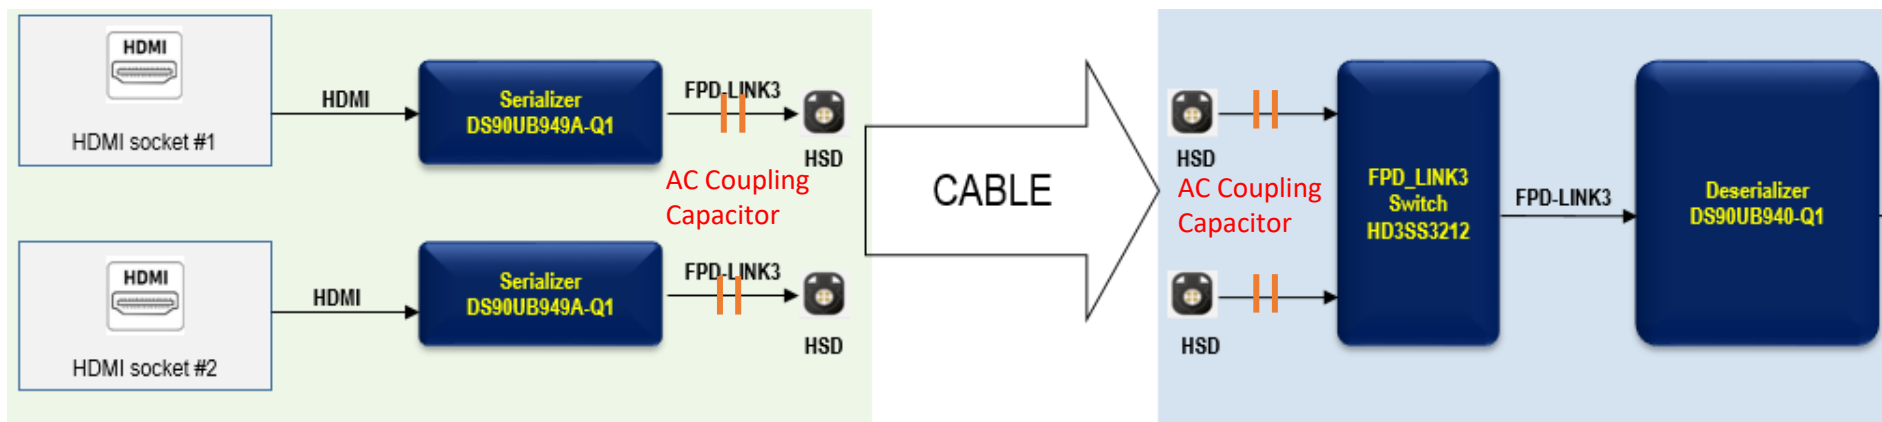 HDMI
HDMI socket #1
HDMI
Serializer
DS90UB949A-Q1
FPD-LINK3
HSD
AC Coupling
Capacitor
HDMI
HDMI socket #2
HDMI
Serializer
DS90UB949A-Q1
FPD-LINK3
HSD
CABLE
HSD
AC Coupling
Capacitor
HSD
FPD_LINK3
Switch
HD3SS3212
FPD-LINK3
Deserializer
DS90UB940-Q1